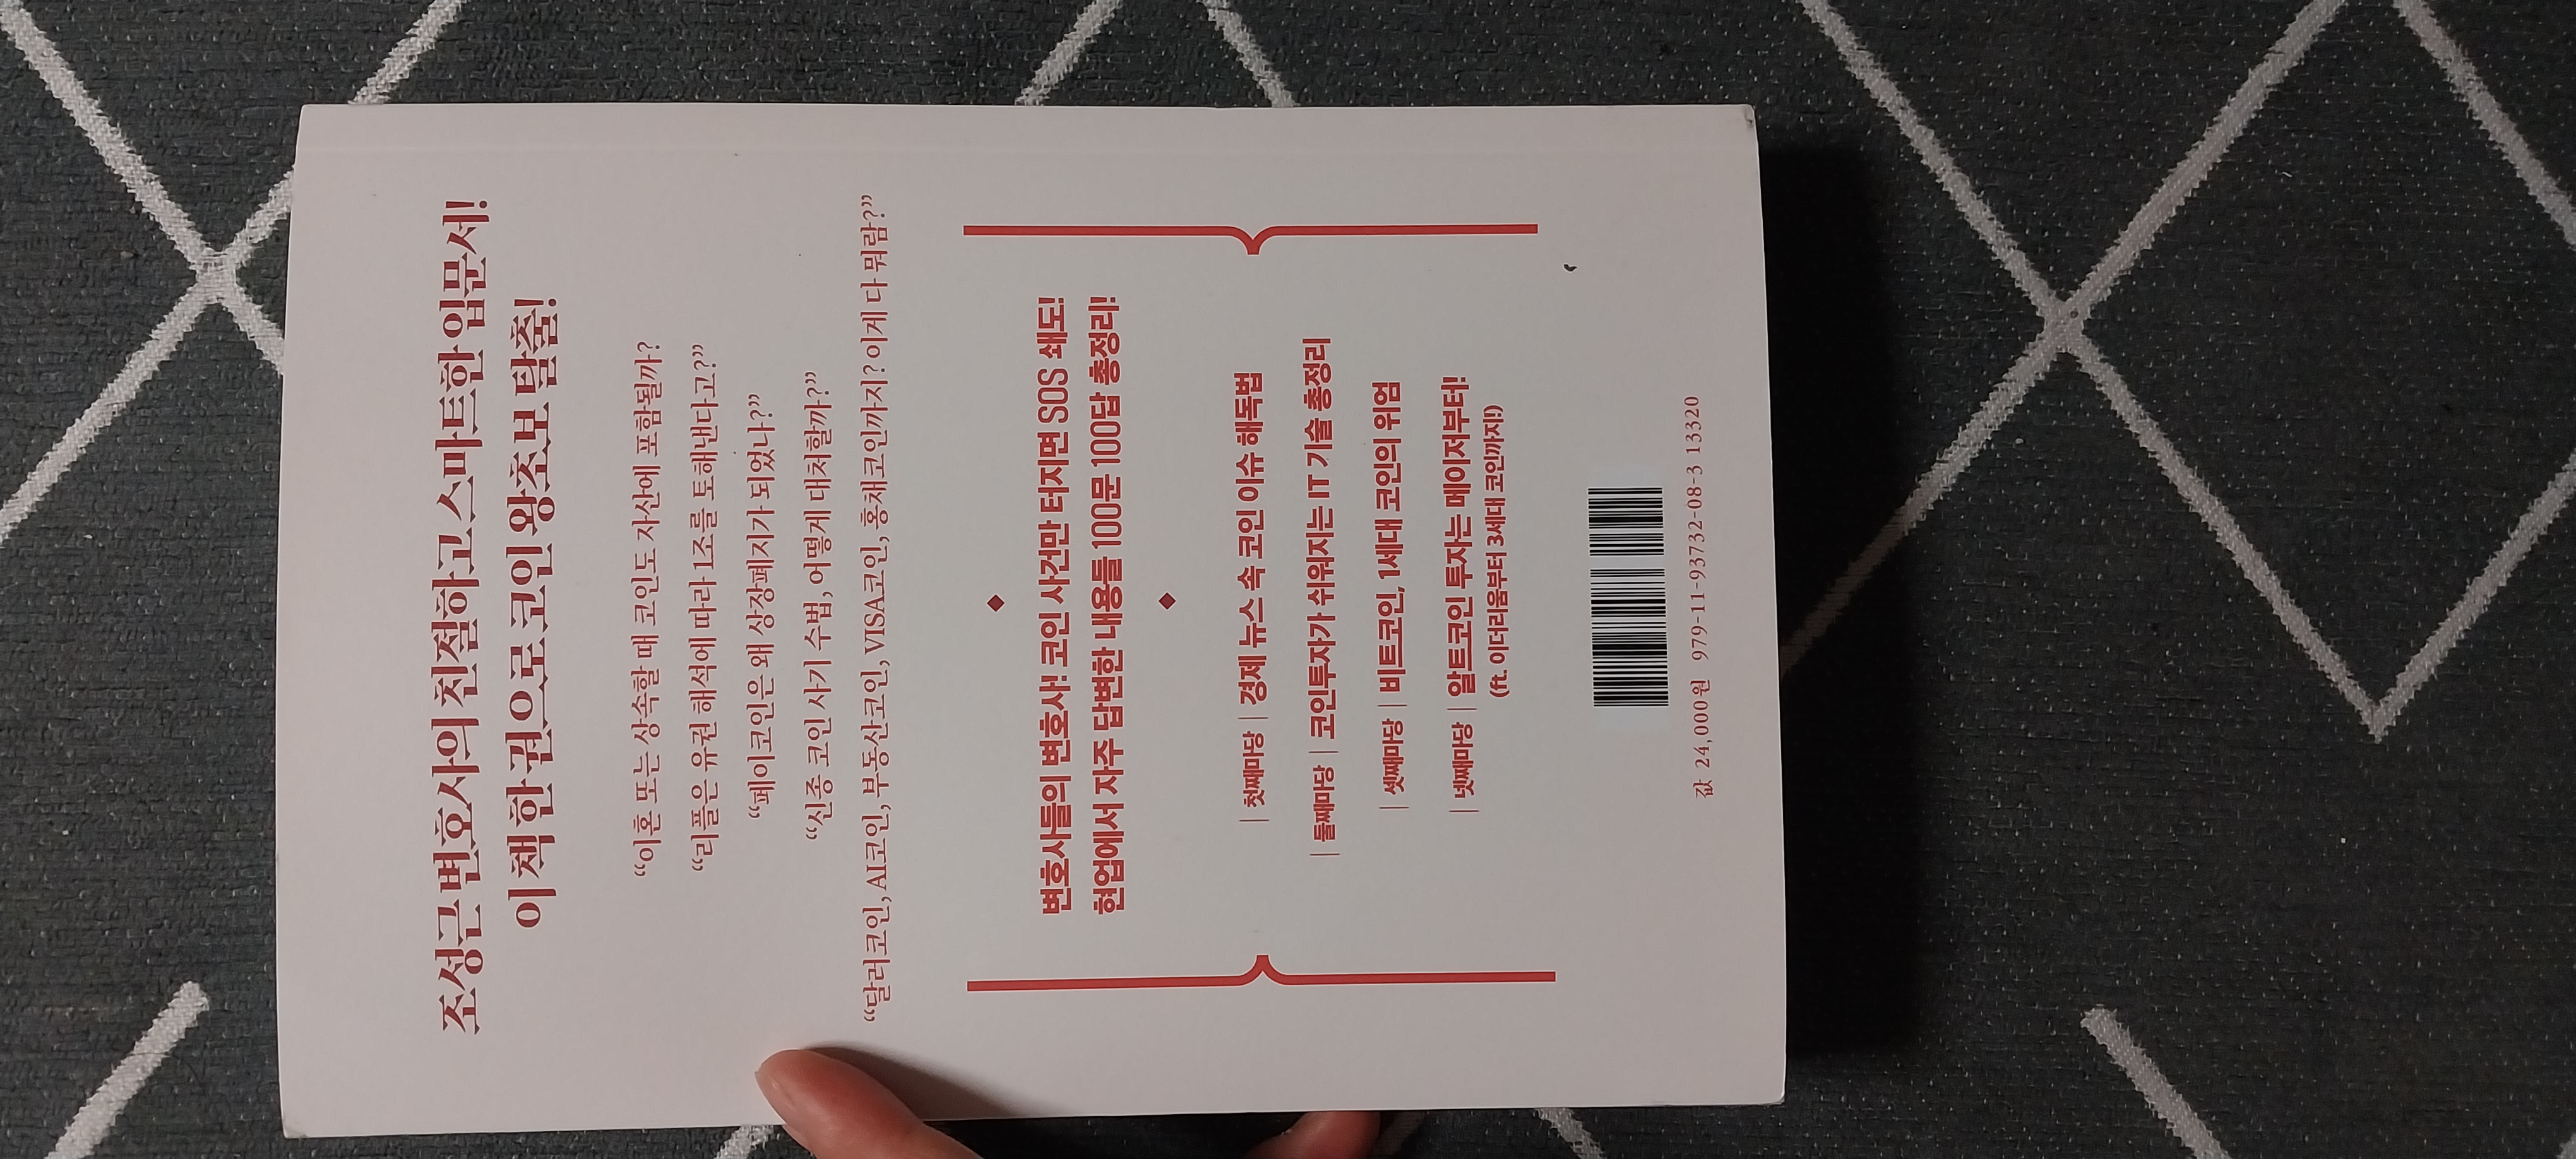 조성근 변호사의 친절하고 스마트한 입문서!
이 책 한 권으로 코인 왕초보 탈출!
“이혼 또는 상속할 때 코인도 자산에 포함될까?
“리플은 유권 해석에 따라 1조를 토해낸다고?”
“페이코인은 왜 상장폐지가 되었나?”
“신종 코인 사기 수법, 어떻게 대처할까?”
“달러코인, AI코인, 부동산코인, VISA코인, 홍채코인까지? 이게 다 뭐람?”
변호사들의 변호사! 코인 사건만 터지면 SOS 쇄도!
현업에서 자주 답변한 내용들 100문 100답 총정리!
| 첫째마당 | 경제 뉴스 속 코인 이슈 해독법
| 둘째마당 | 코인투자가 쉬워지는 IT 기술 총정리
| 셋째마당 | 비트코인, 1세대 코인의 위엄
| 넷째마당 | 알트코인 투자는 메이저부터!
(ft. 이더리움부터 3세대 코인까지!)
값 24,000원 979-11-93732-08-3 13320